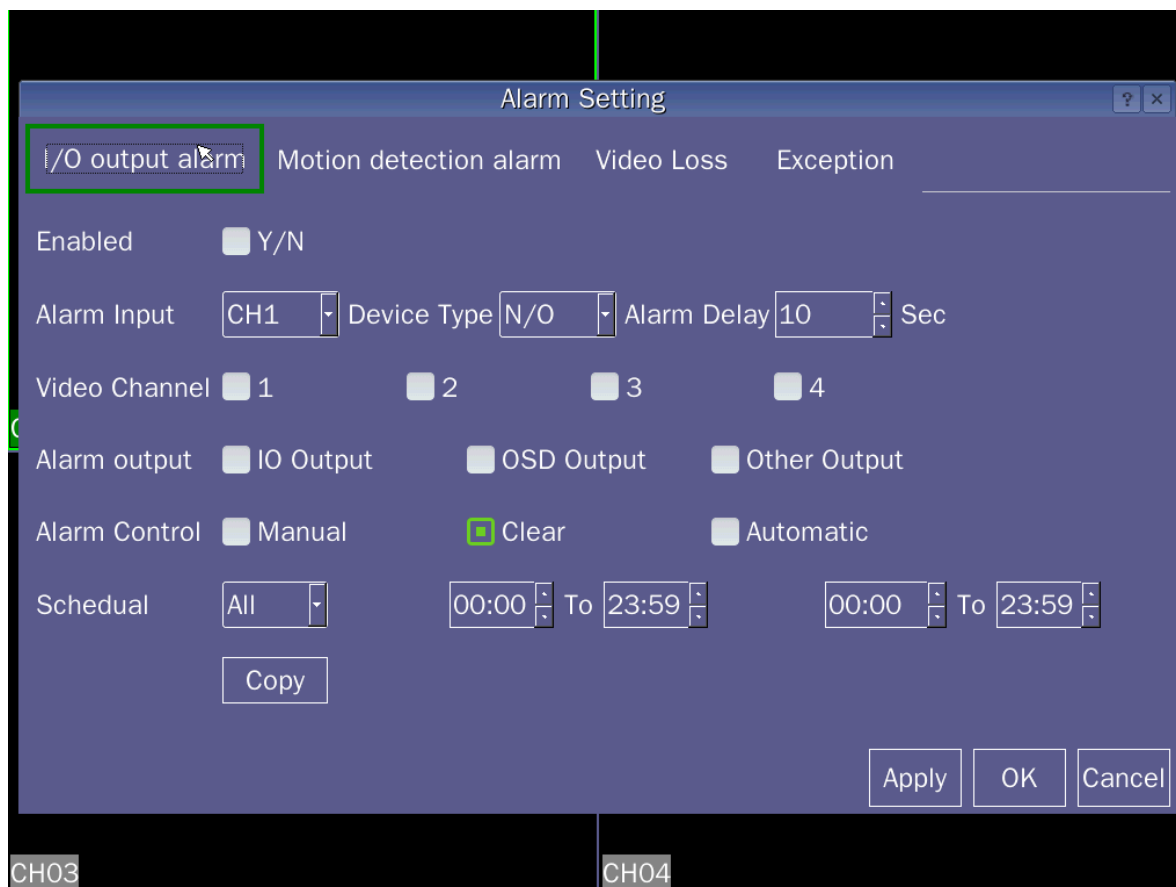 Alarm Setting
I/O output alarm Motion detection alarm Video Loss Exception
Enabled Y/N
Alarm Input CH1 Device Type N/O Alarm Delay 10 Sec
Video Channel 1 2 3 4
Alarm output IO Output OSD Output Other Output
Alarm Control Manual Clear Automatic
Schedual All 00:00 To 23:59 00:00 To 23:59
Copy
Apply OK Cancel
CH03 CH04